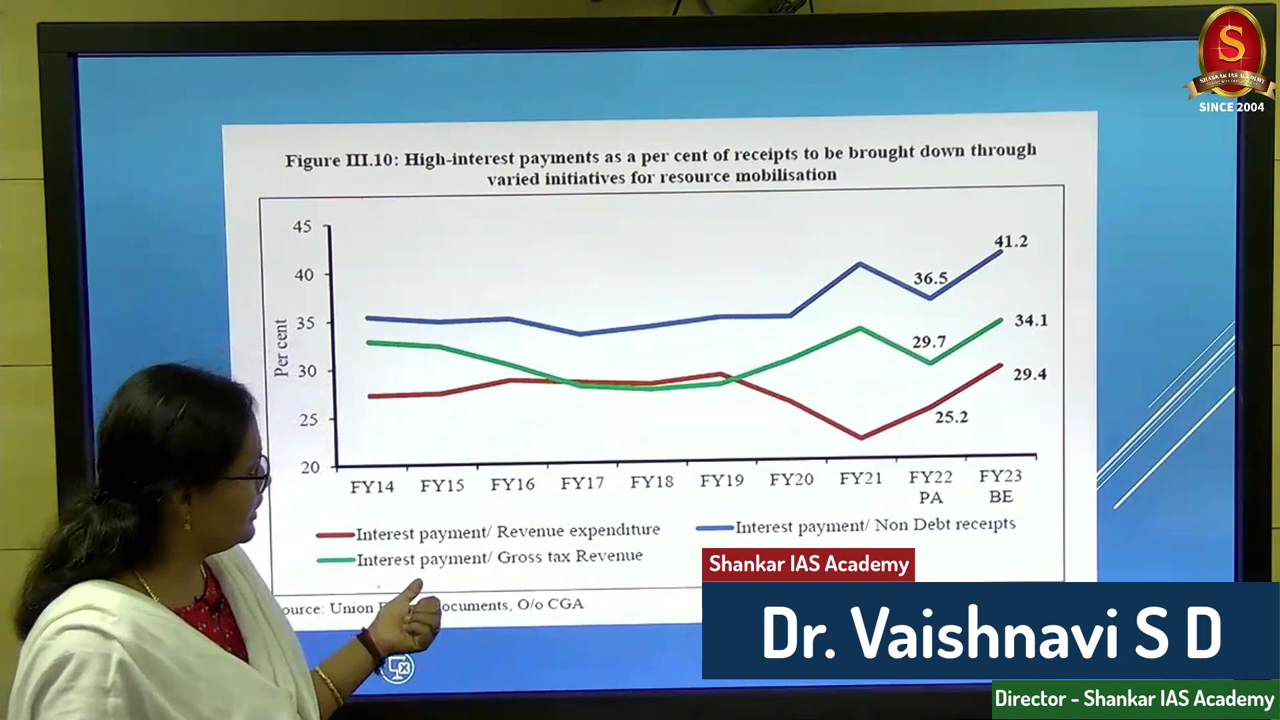 S
SHANKAR IAS ACADEMY
SINCE 2004
Figure III.10: High-interest payments as a per cent of receipts to be brought down through
varied initiatives for resource mobilisation
45
40
35
30
25
20
Per cent
41.2
36.5
34.1
29.7
29.4
25.2
FY14 FY15 FY16 FY17 FY18 FY19 FY20 FY21 FY22 FY23
PA BE
Interest payment/ Revenue expenditure
Interest payment/ Non Debt receipts
Interest payment/ Gross tax Revenue
Union
O/o CGA
Shankar IAS Academy
Dr. Vaishnavi S D
Director - Shankar IAS Academy